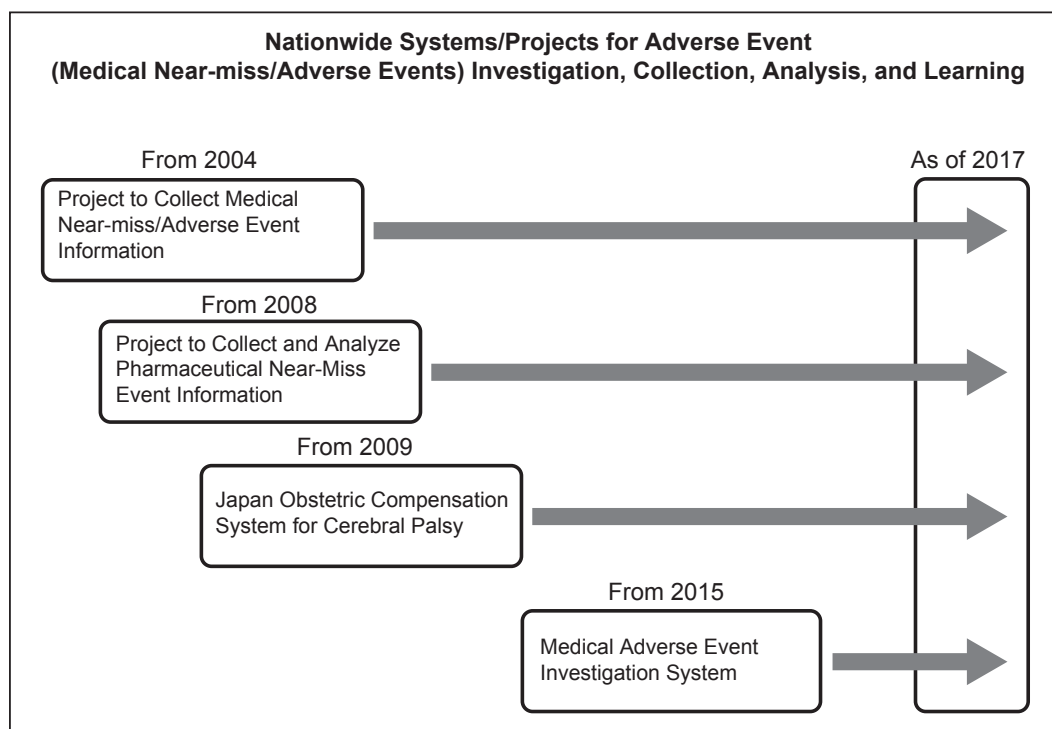 Nationwide Systems/Projects for Adverse Event
(Medical Near-miss/Adverse Events) Investigation, Collection, Analysis, and Learning
From 2004
As of 2017
Project to Collect Medical
Near-miss/Adverse Event
Information
From 2008
Project to Collect and Analyze
Pharmaceutical Near-Miss
Event Information
From 2009
Japan Obstetric Compensation
System for Cerebral Palsy
From 2015
Medical Adverse Event
Investigation System